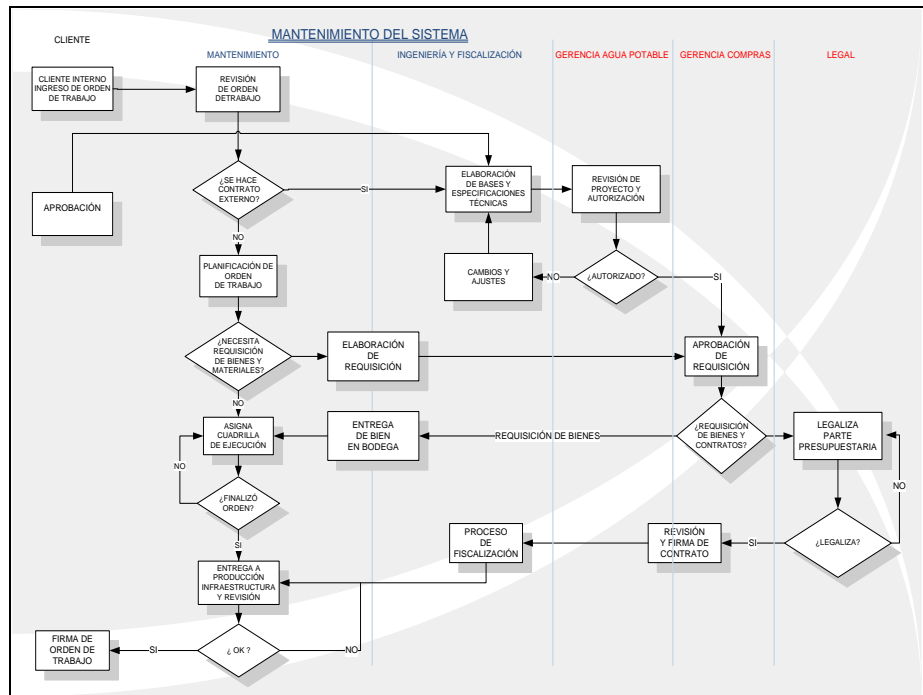 MANTENIMIENTO DEL SISTEMA
CLIENTE
MANTENIMIENTO
INGENIERÍA Y FISCALIZACIÓN
GERENCIA AGUA POTABLE
GERENCIA COMPRAS
LEGAL
CLIENTE INTERNO
INGRESO DE ORDEN
DE TRABAJO
REVISIÓN
DE ORDEN
DETRABAJO
¿SE HACE
CONTRATO
EXTERNO?
SI
ELABORACIÓN
DE BASES Y
ESPECIFICACIONES
TÉCNICAS
REVISIÓN DE
PROYECTO Y
AUTORIZACIÓN
APROBACIÓN
NO
PLANIFICACIÓN DE
ORDEN
DE TRABAJO
CAMBIOS Y
AJUSTES
NO
¿AUTORIZADO?
SI
¿NECESITA
REQUISICIÓN
DE BIENES Y
MATERIALES?
ELABORACIÓN
DE
REQUISICIÓN
APROBACIÓN
DE
REQUISICIÓN
NO
ASIGNA
CUADRILLA
DE EJECUCIÓN
ENTREGA
DE BIEN
EN BODEGA
REQUISICIÓN DE BIENES
¿REQUISICIÓN
DE BIENES Y
CONTRATOS?
LEGALIZA
PARTE
PRESUPUESTARIA
NO
NO
¿FINALIZÓ
ORDEN?
SI
PROCESO
DE
FISCALIZACIÓN
REVISIÓN
Y FIRMA DE
CONTRATO
SI
¿LEGALIZA?
ENTREGA A
PRODUCCIÓN
INFRAESTRUCTURA
Y REVISIÓN
FIRMA DE
ORDEN DE
TRABAJO
SI
¿ OK ?
NO